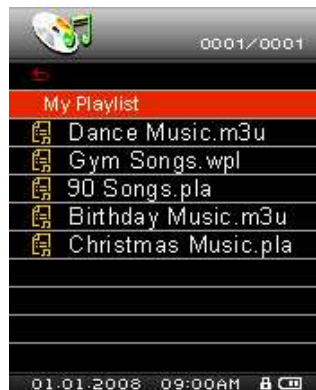 0001/0001
My Playlist
Dance Music.m3u
Gym Songs.wpl
90 Songs.pla
Birthday Music.m3u
Christmas Music.pla
01.01.2008 09:00AM